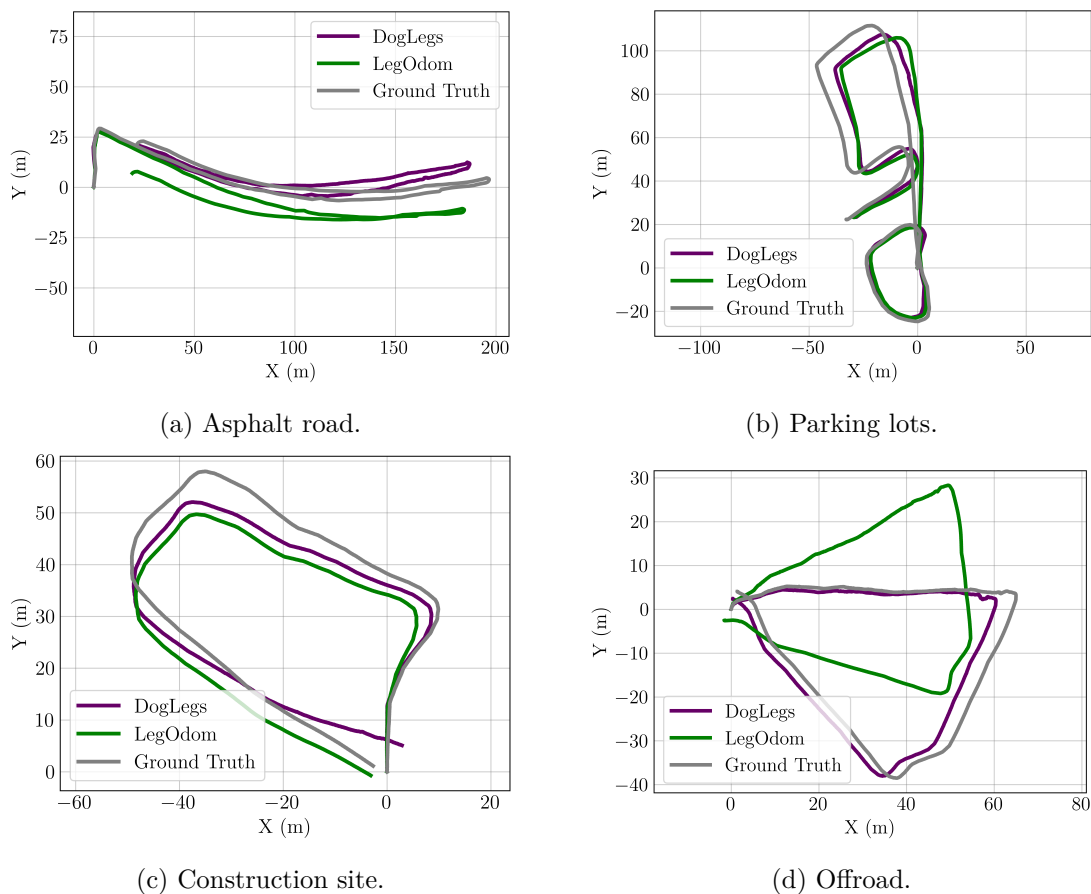 75
50
25
0
−25
−50
Y (m)
0
50
100
150
200
X (m)
DogLegs
LegOdom
Ground Truth
(a) Asphalt road.
100
80
60
40
20
0
−20
Y (m)
−100
−50
0
50
X (m)
DogLegs
LegOdom
Ground Truth
(b) Parking lots.
60
50
40
30
20
10
0
Y (m)
−60
−40
−20
0
20
X (m)
DogLegs
LegOdom
Ground Truth
(c) Construction site.
30
20
10
0
−10
−20
−30
−40
Y (m)
0
20
40
60
80
X (m)
DogLegs
LegOdom
Ground Truth
(d) Offroad.